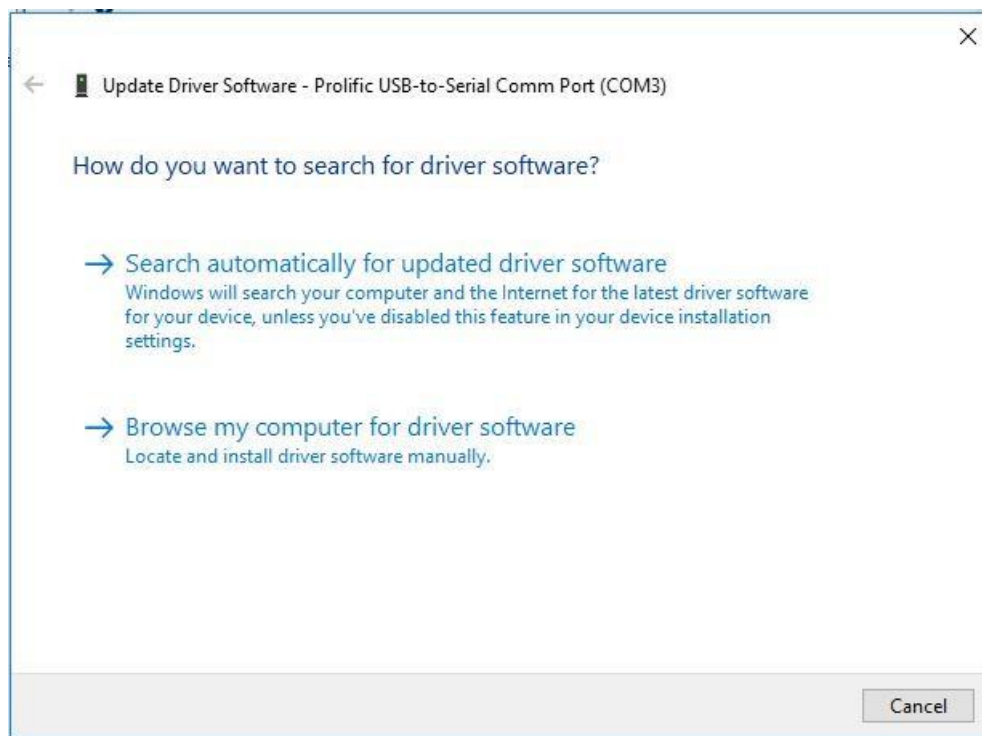 Update Driver Software - Prolific USB-to-Serial Comm Port (COM3)
How do you want to search for driver software?
Search automatically for updated driver software
Windows will search your computer and the Internet for the latest driver software
for your device, unless you've disabled this feature in your device installation
settings.
Browse my computer for driver software
Locate and install driver software manually.
Cancel